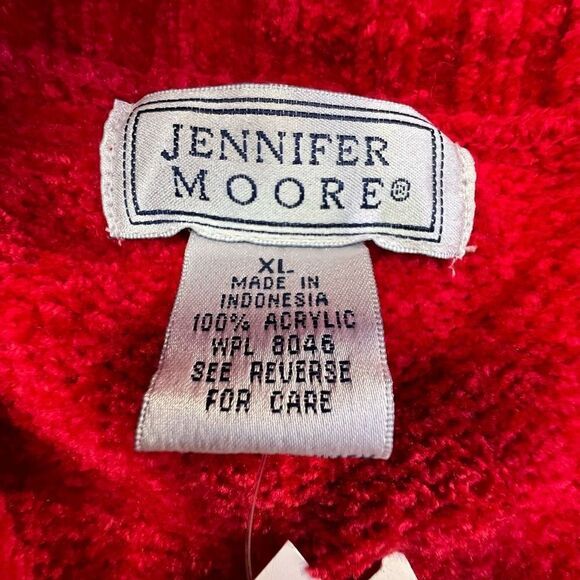 JENNIFER
MOORE®
XL
MADE IN
INDONESIA
100% ACRYLIC
WPL 8046
SEE REVERSE
FOR CARE